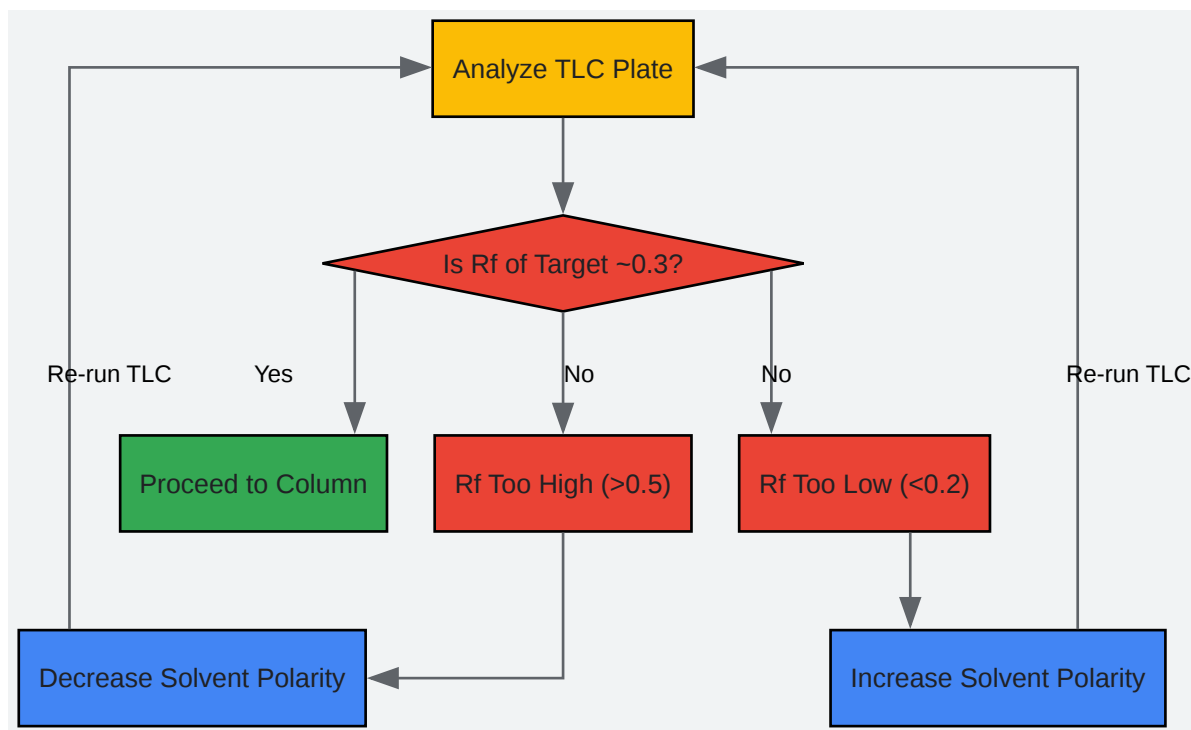 Analyze TLC Plate
Is Rf of Target ~0.3?
Re-run TLC
Yes
No
No
Re-run TLC
Proceed to Column
Rf Too High (>0.5)
Rf Too Low (<0.2)
Decrease Solvent Polarity
Increase Solvent Polarity